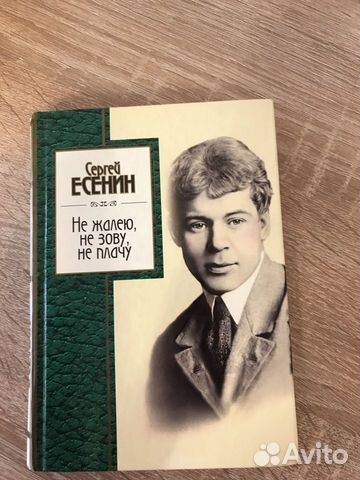 Сергей
ЕСЕНИН
Не жалею,
не зову,
не плачу
Avito